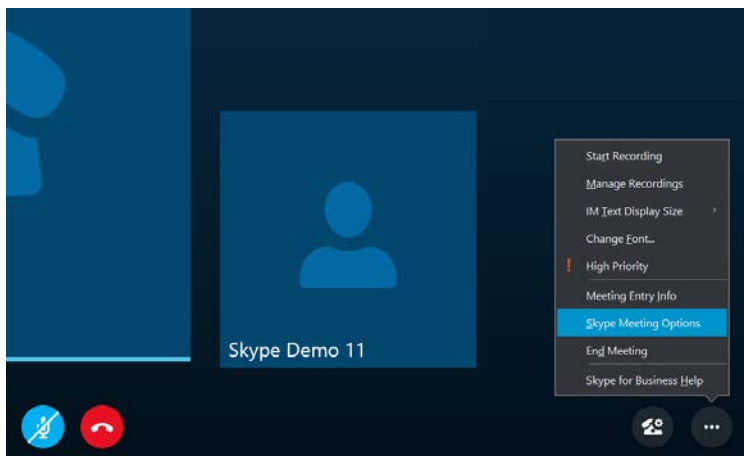 Skype Demo 11
Start Recording
Manage Recordings
IM Text Display Size
Change Font...
! High Priority
Meeting Entry Info
Skype Meeting Options
End Meeting
Skype for Business Help